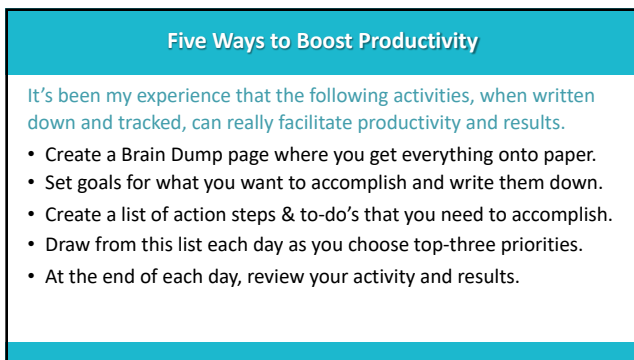 Five Ways to Boost Productivity
It’s been my experience that the following activities, when written
down and tracked, can really facilitate productivity and results.
• Create a Brain Dump page where you get everything onto paper.
• Set goals for what you want to accomplish and write them down.
• Create a list of action steps & to-do’s that you need to accomplish.
• Draw from this list each day as you choose top-three priorities.
• At the end of each day, review your activity and results.